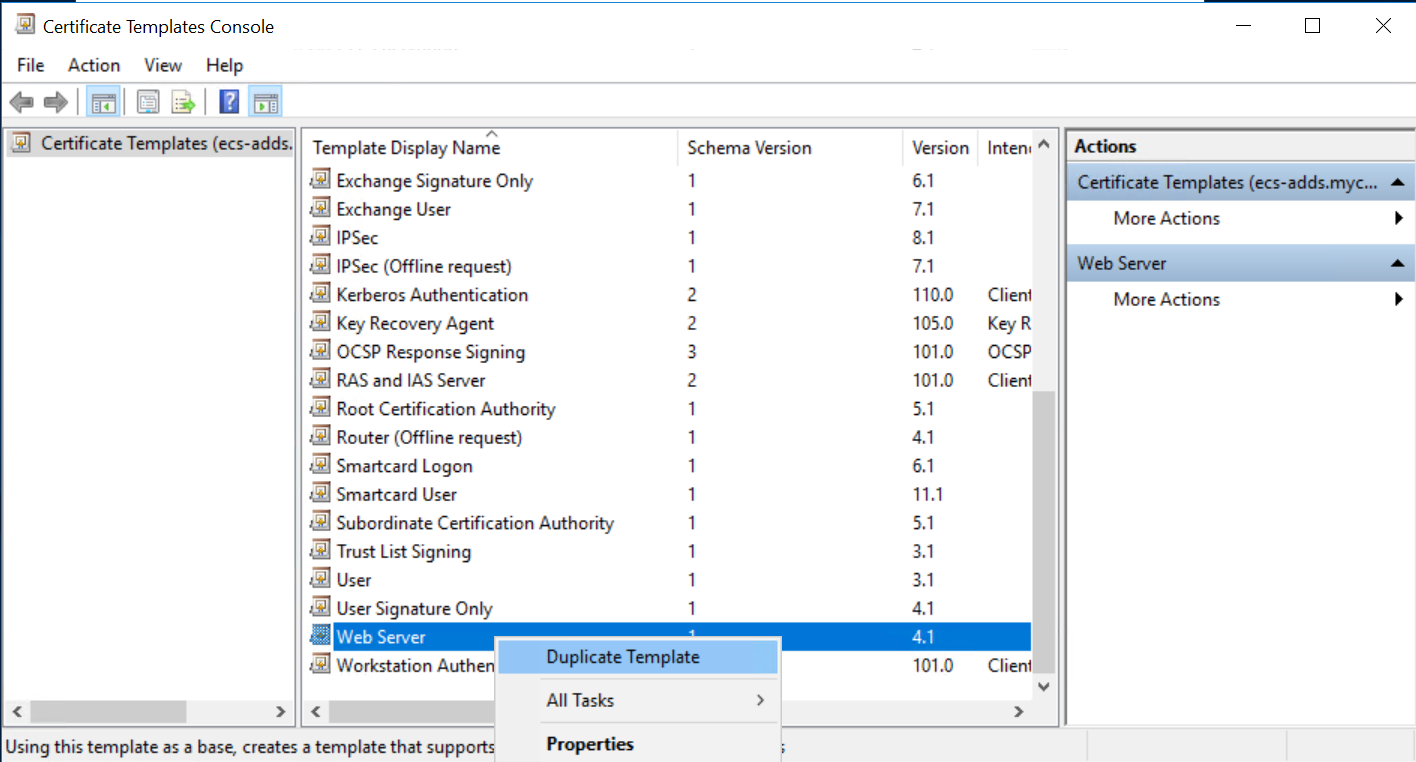 Certificate Templates Console
File Action View Help
Certificate Templates (ecs-adds.
Template Display Name Schema Version Version Inten
Exchange Signature Only 1 6.1
Exchange User 1 7.1
IPSec 1 8.1
IPSec (Offline request) 1 7.1
Kerberos Authentication 2 110.0 Client
Key Recovery Agent 2 105.0 Key R
OCSP Response Signing 3 101.0 OCSP
RAS and IAS Server 2 101.0 Client
Root Certification Authority 1 5.1
Router (Offline request) 1 4.1
Smartcard Logon 1 6.1
Smartcard User 1 11.1
Subordinate Certification Authority 1 5.1
Trust List Signing 1 3.1
User 1 3.1
User Signature Only 1 4.1
Web Server 1 4.1
Workstation Authen 101.0 Client
Duplicate Template
All Tasks
Properties
Actions
Certificate Templates (ecs-adds.myc...
More Actions
Web Server
More Actions
Using this template as a base, creates a template that supports